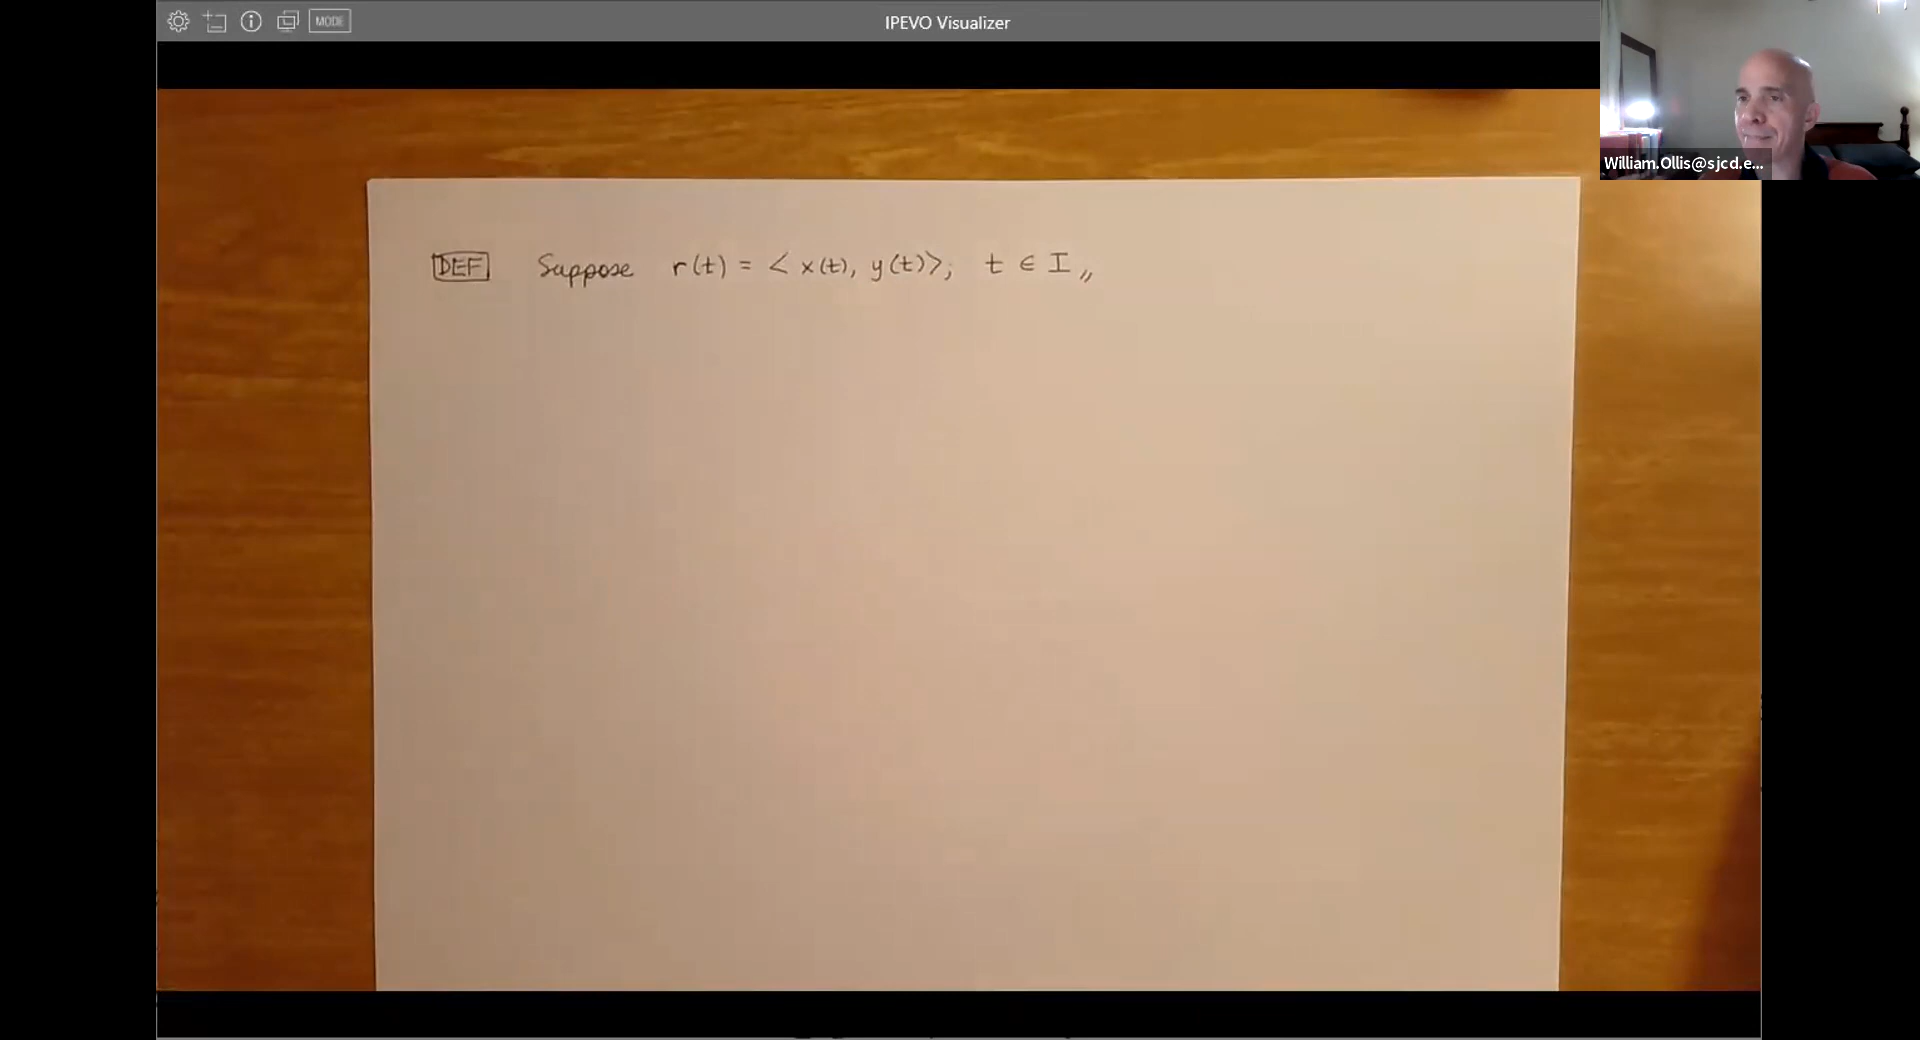 MODE
IPEVO Visualizer
William.Ollis@sjcd.e...
DEF Suppose r(t) = < x(t), y(t)>, t ∈ I,,